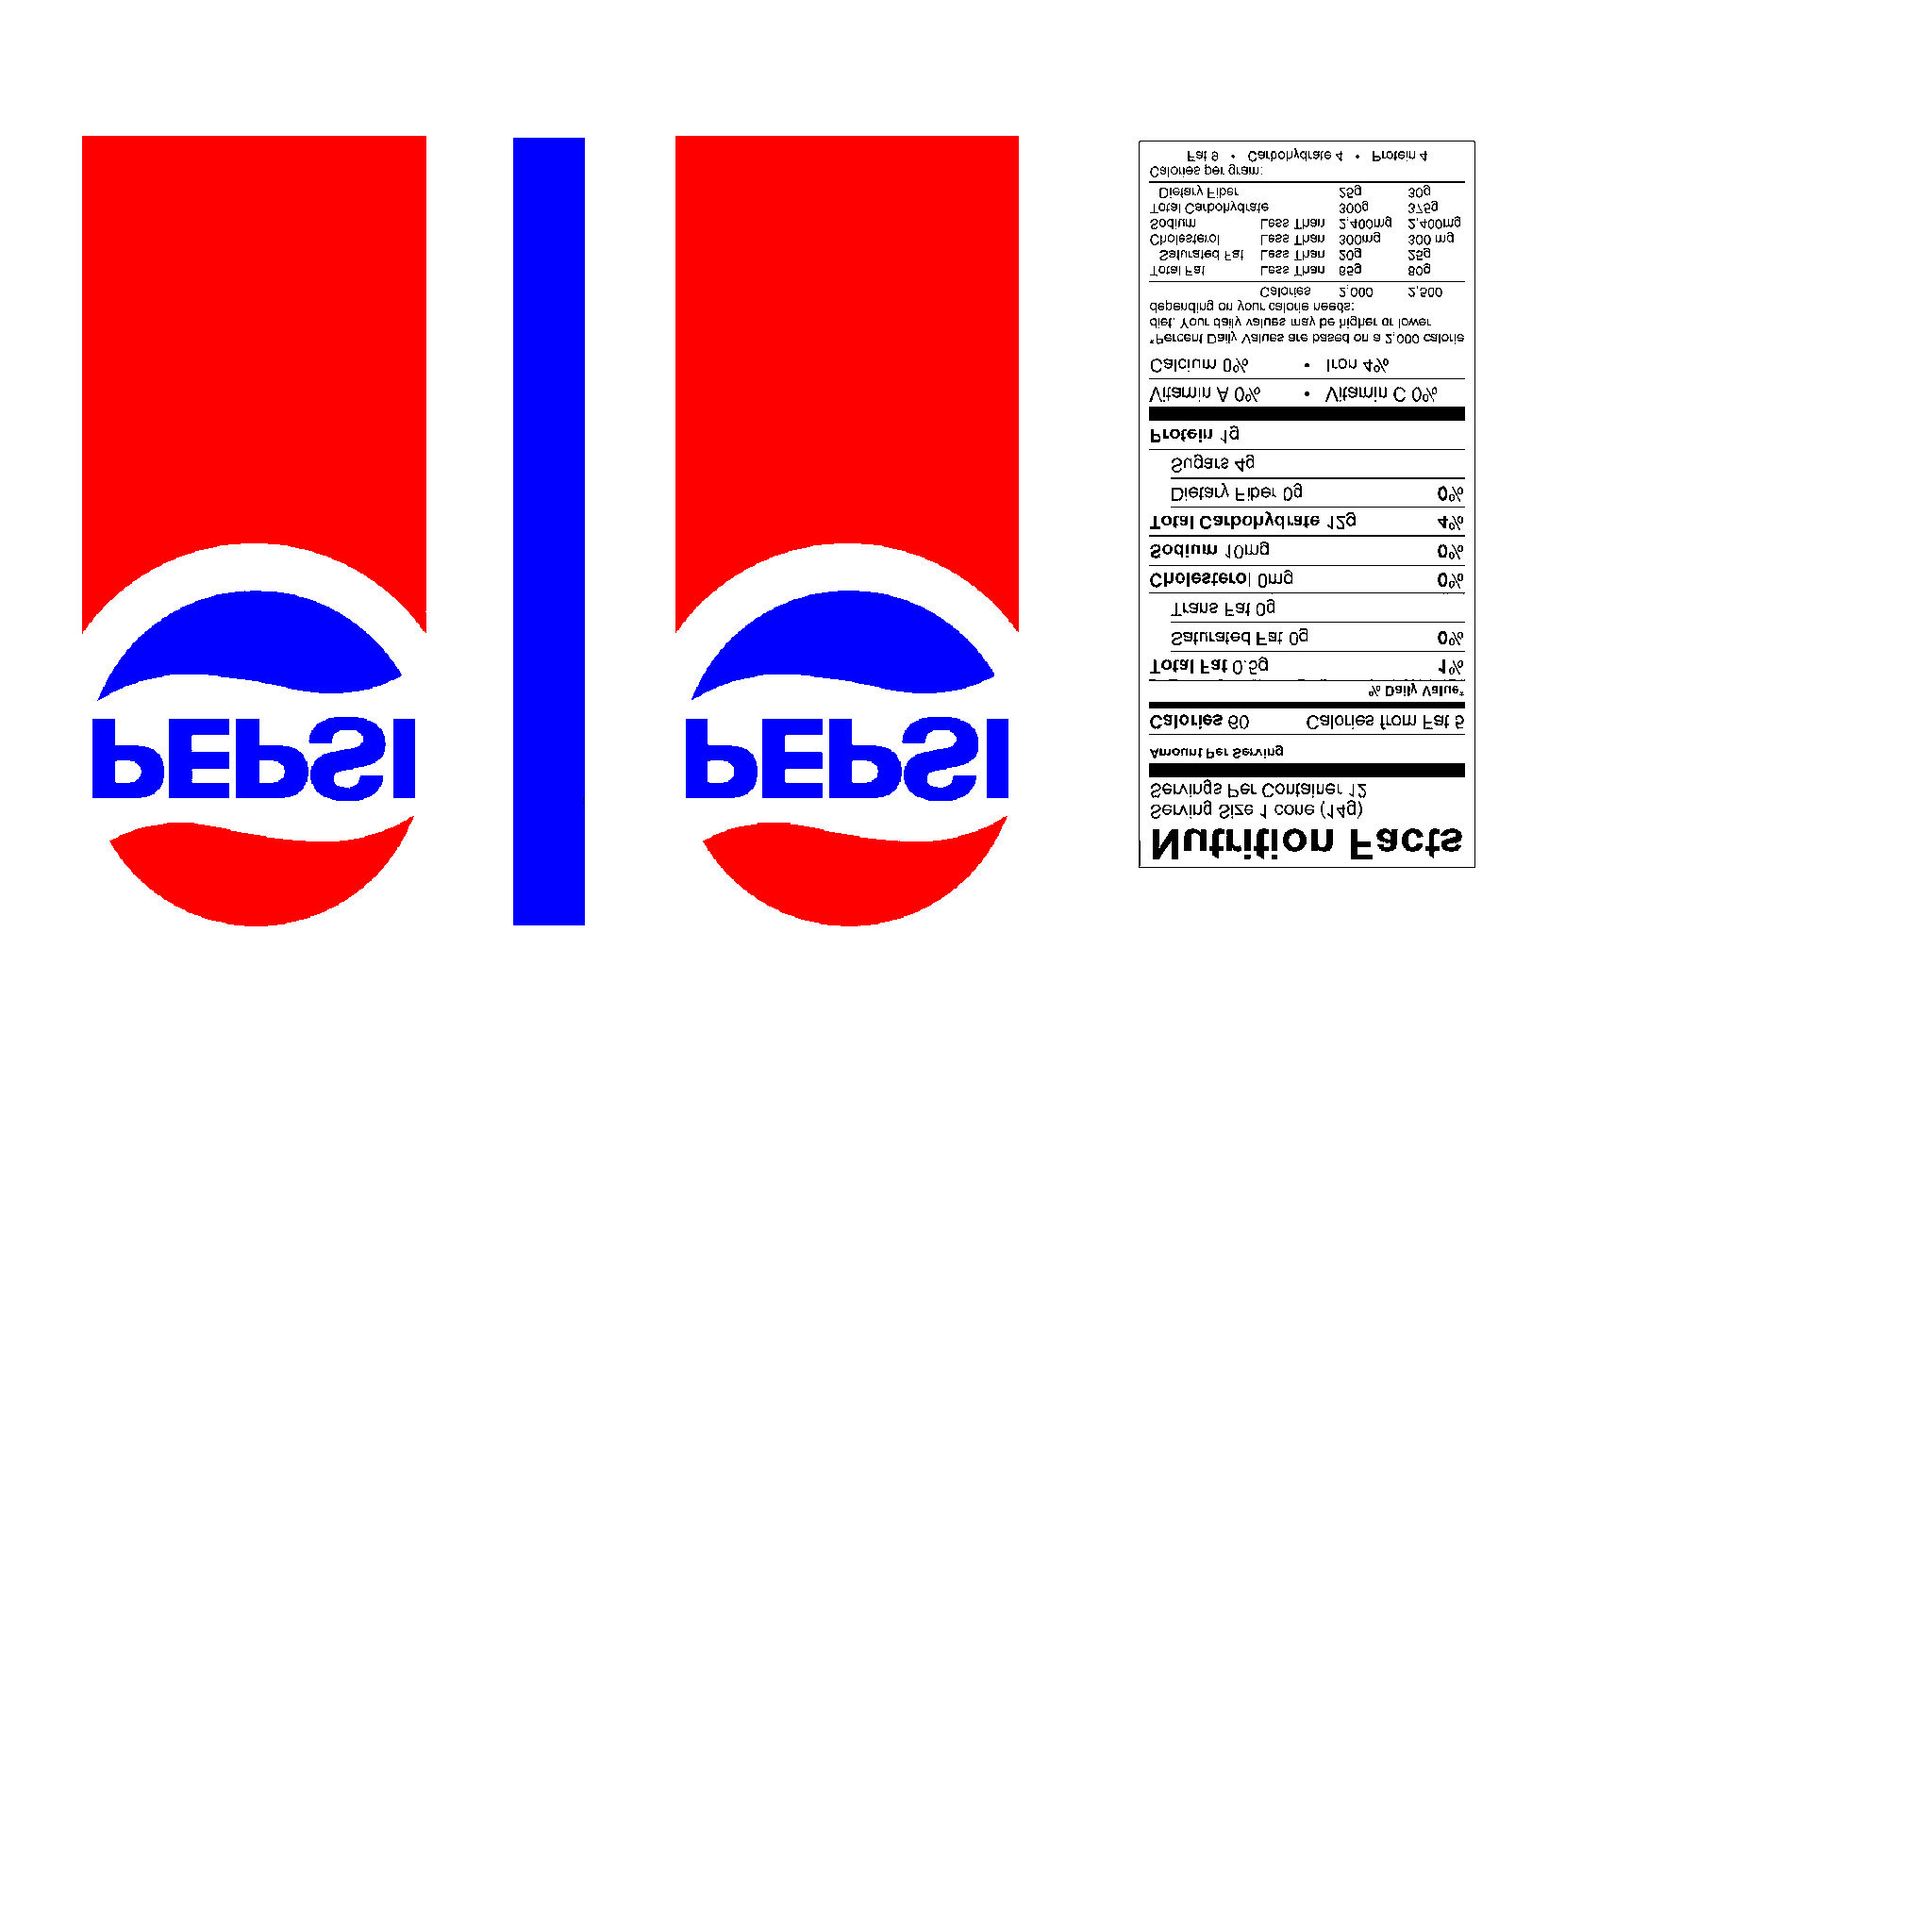 PEPSI
PEPSI
Nutrition Facts
Serving Size 1 cone (14g)
Servings Per Container 12
Amount Per Serving
Calories 60 Calories from Fat 5
% Daily Value*
Total Fat 0.5g 1%
Saturated Fat 0g 0%
Trans Fat 0g
Cholesterol 0mg 0%
Sodium 10mg 0%
Total Carbohydrate 12g 4%
Dietary Fiber 0g 0%
Sugars 4g
Protein 1g
Vitamin A 0% • Vitamin C 0%
Calcium 0% • Iron 4%
*Percent Daily Values are based on a 2,000 calorie
diet. Your daily values may be higher or lower
depending on your calorie needs:
Calories 2,000 2,500
Total Fat Less Than 65g 80g
Saturated Fat Less Than 20g 25g
Cholesterol Less Than 300mg 300 mg
Sodium Less Than 2,400mg 2,400mg
Total Carbohydrate 300g 375g
Dietary Fiber 25g 30g
Calories per gram:
Fat 9 • Carbohydrate 4 • Protein 4